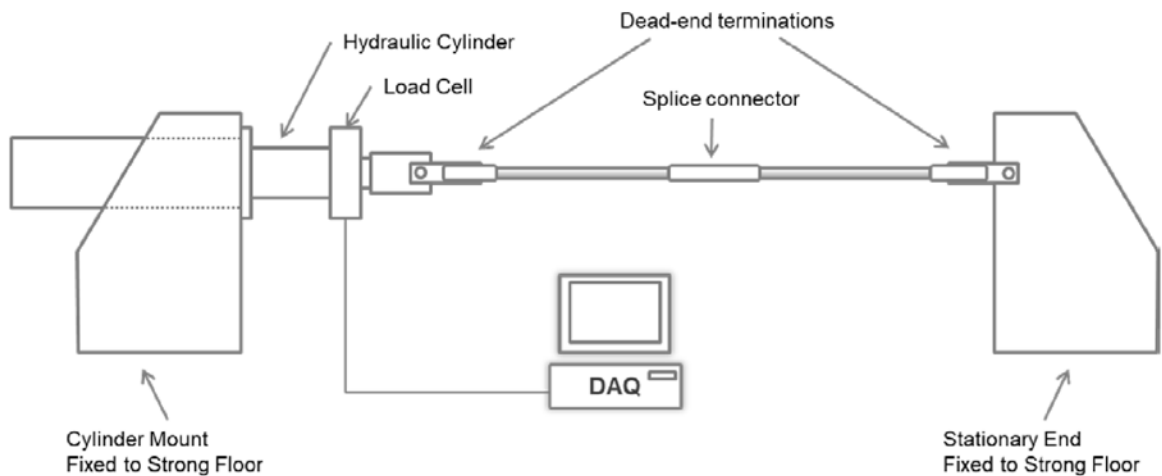 Dead-end terminations
Hydraulic Cylinder
Load Cell
Splice connector
DAQ
Cylinder Mount
Fixed to Strong Floor
Stationary End
Fixed to Strong Floor